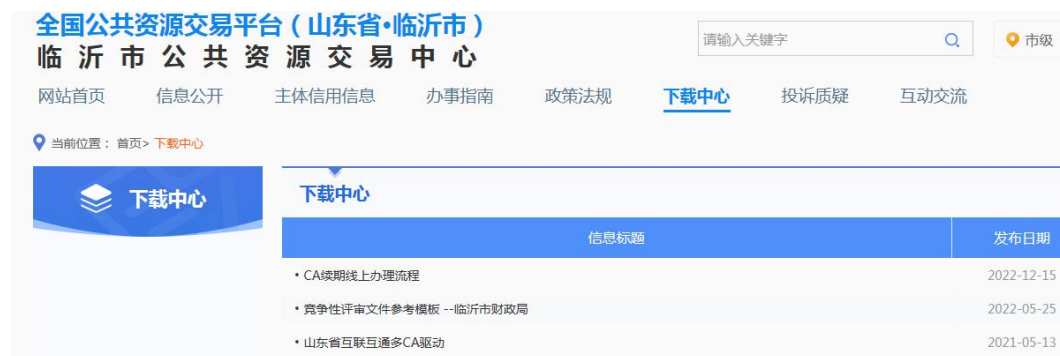 全国公共资源交易平台(山东省·临沂市)
临沂市公共资源交易中心
请输入关键字
市级
网站首页 信息公开 主体信用信息 办事指南 政策法规 下载中心 投诉质疑 互动交流
当前位置： 首页> 下载中心
下载中心
下载中心
信息标题 发布日期
• CA续期线上办理流程 2022-12-15
• 竞争性评审文件参考模板 --临沂市财政局 2022-05-25
• 山东省互联互通多CA驱动 2021-05-13